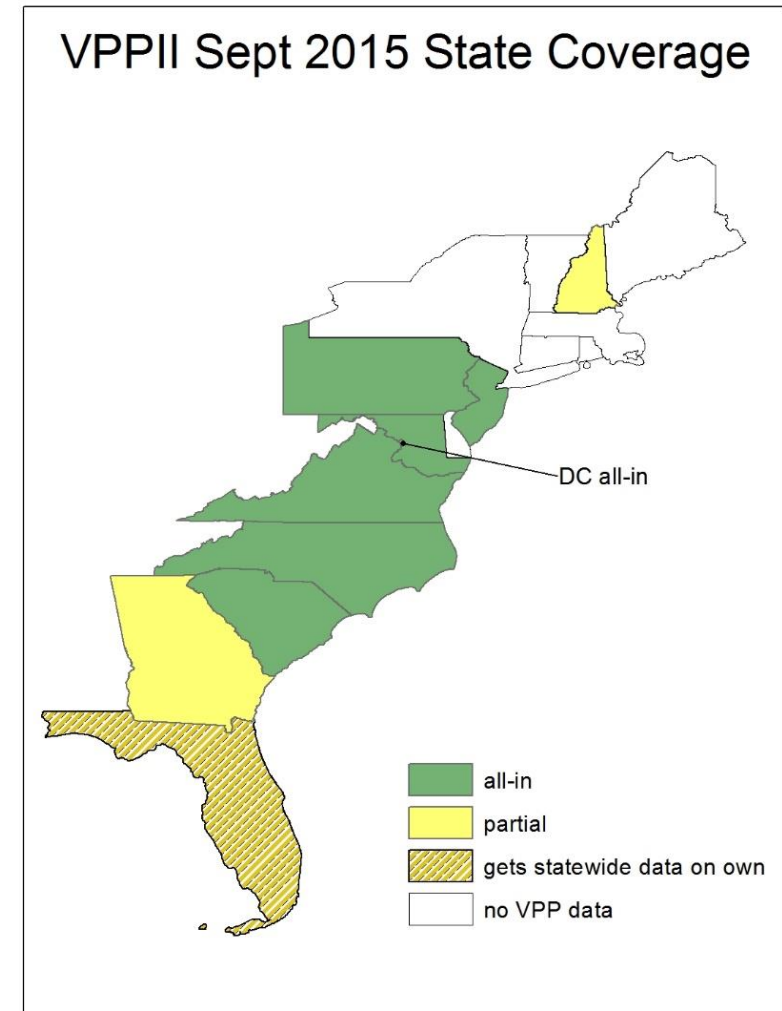 VPPII Sept 2015 State Coverage
DC all-in
all-in
partial
gets statewide data on own
no VPP data